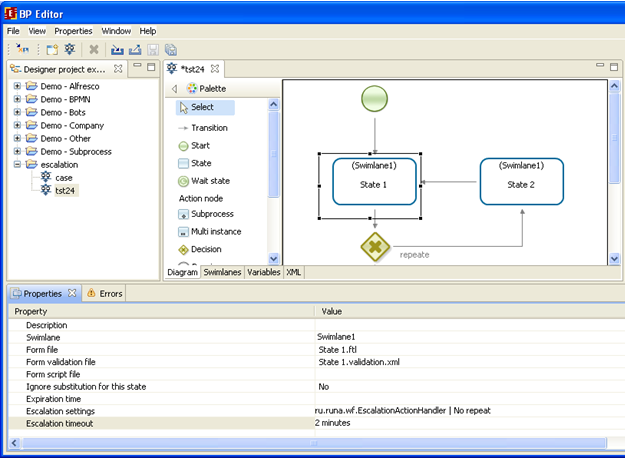 BP Editor
File View Properties Window Help
Designer project ex...
Demo - Alfresco
Demo - BPMN
Demo - Bots
Demo - Company
Demo - Other
Demo - Subprocess
escalation
case
tst24
*tst24
Palette
Select
Transition
Start
State
Wait state
Action node
Subprocess
Multi instance
Decision
(Swimlane1)
State 1
(Swimlane1)
State 2
repeat
Diagram Swimlanes Variables XML
Properties Errors
Property Value
Description
Swimlane Swimlane1
Form file State 1.ftl
Form validation file State 1.validation.xml
Form script file
Ignore substitution for this state No
Expiration time
Escalation settings ru.runa.wf.EscalationActionHandler | No repeat
Escalation timeout 2 minutes